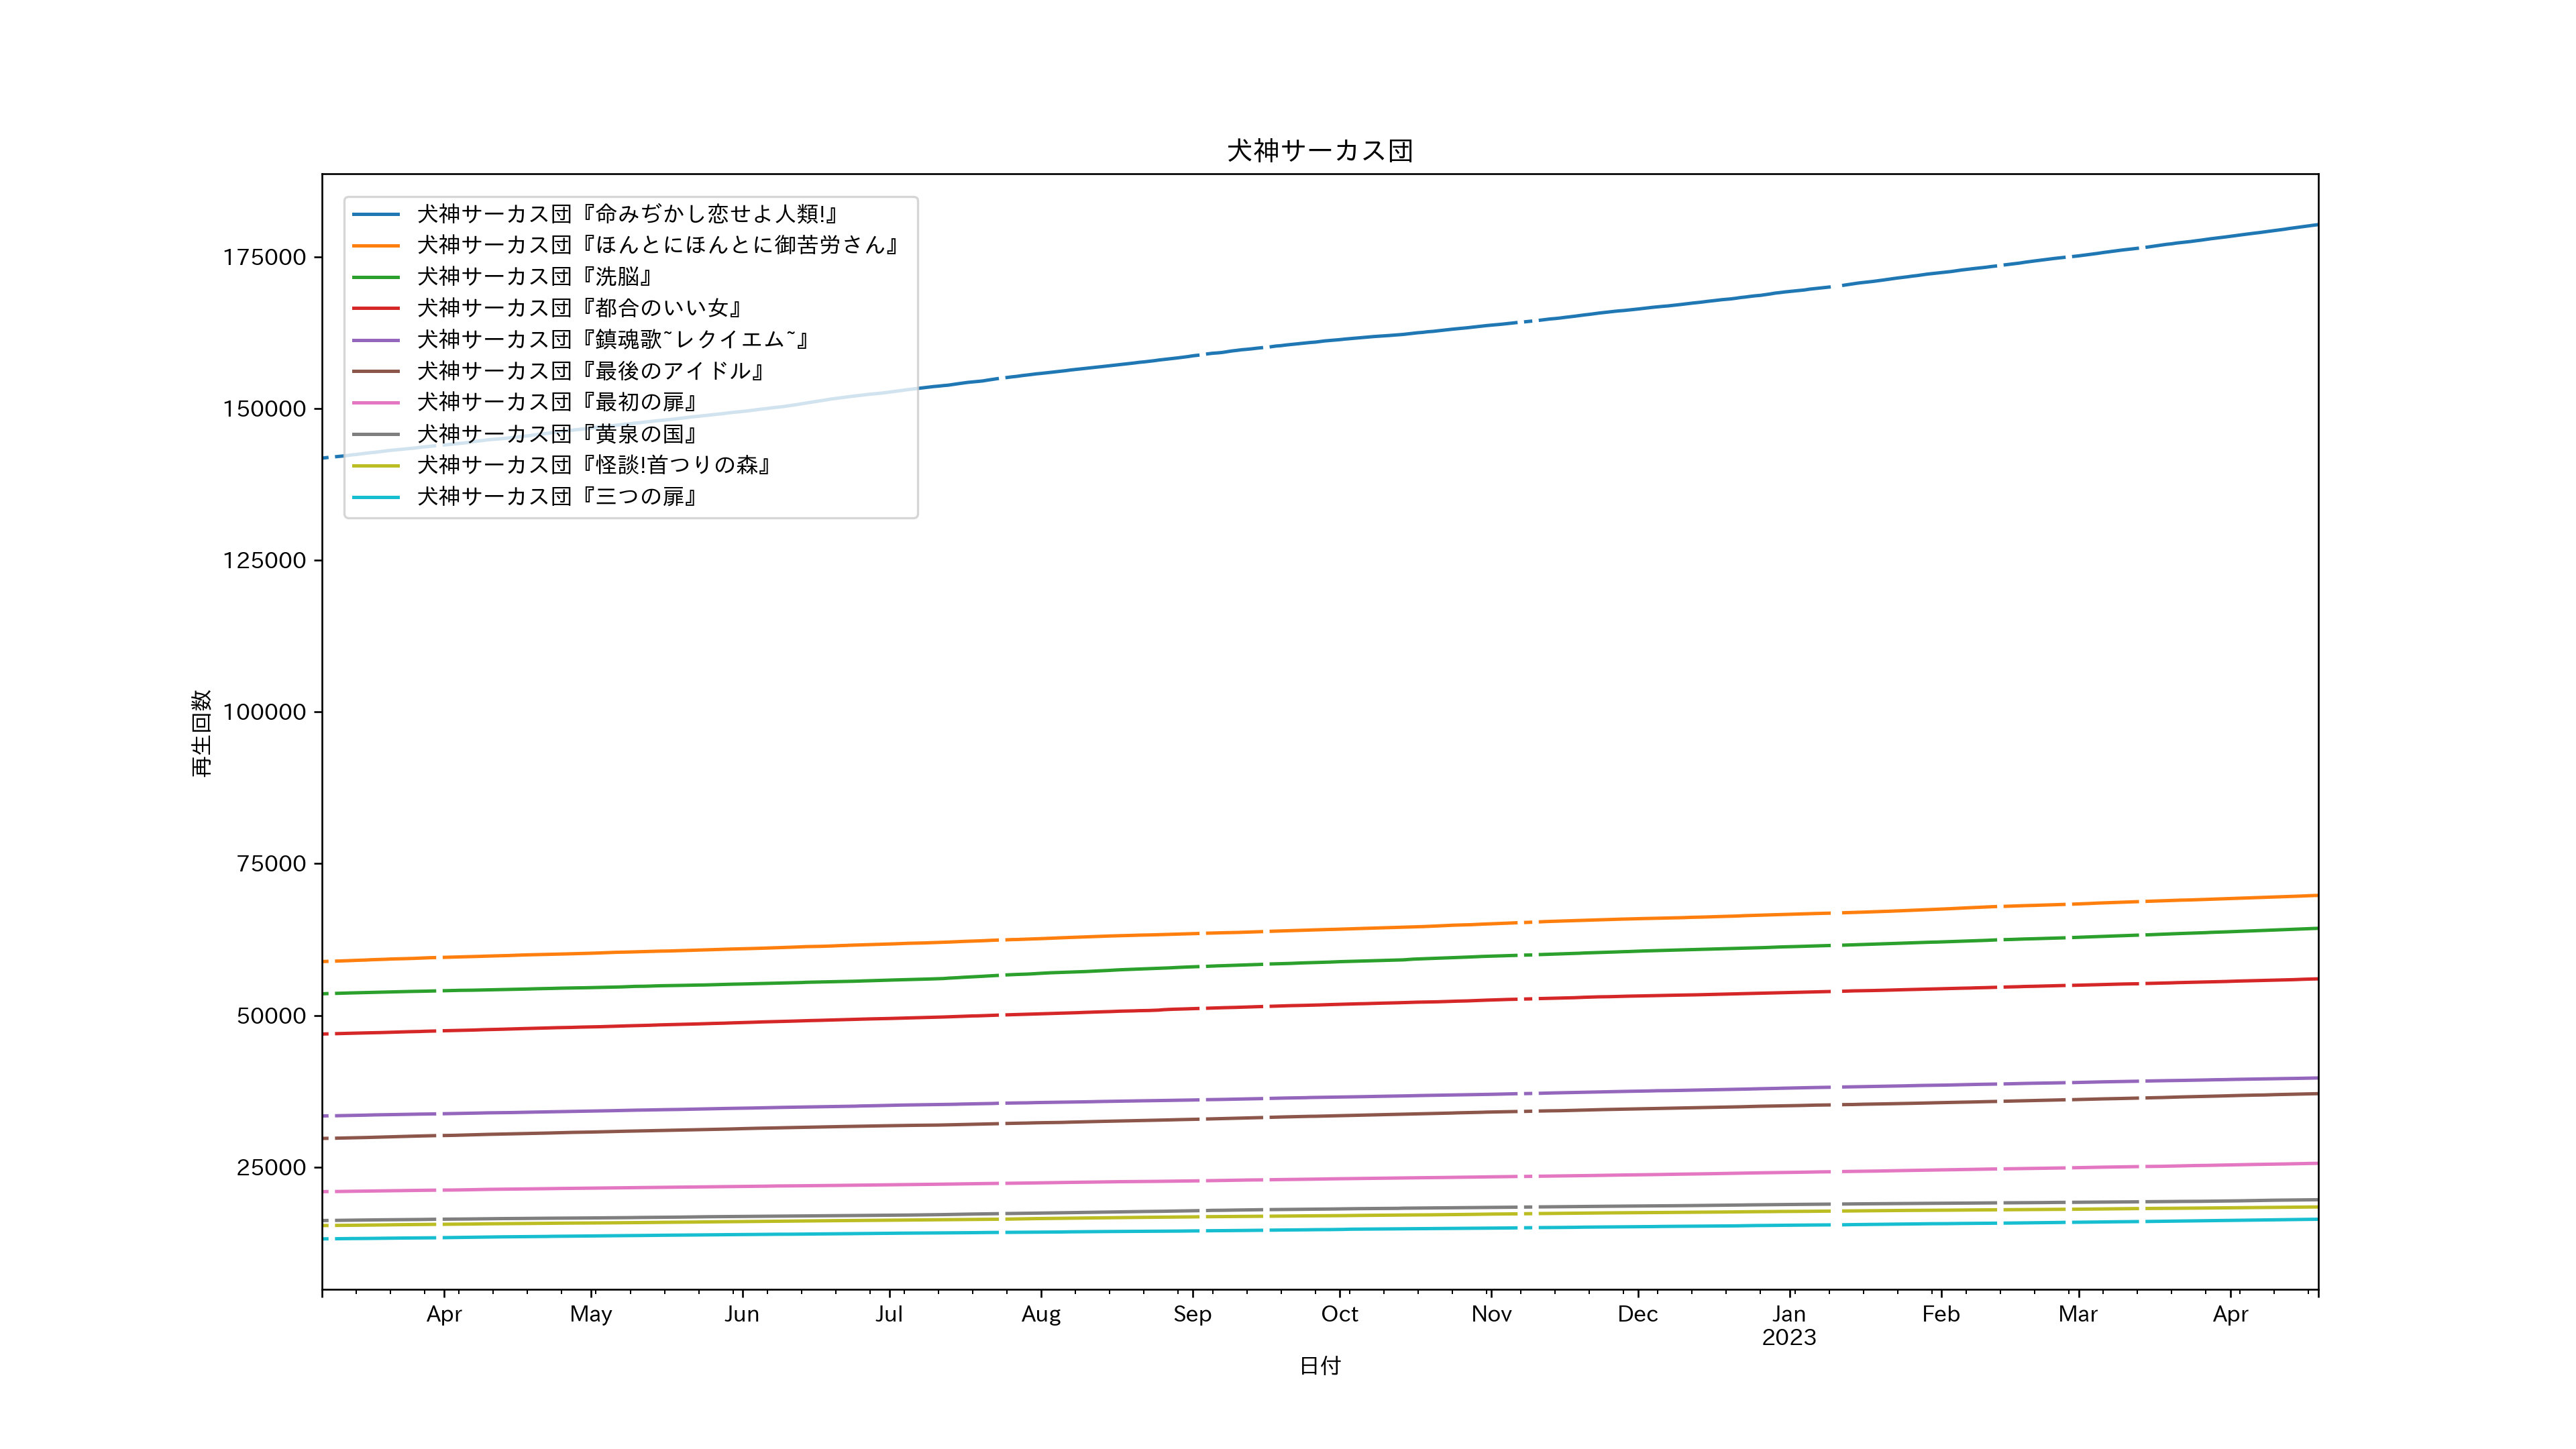 犬神サーカス団
犬神サーカス団『命みぢかし恋せよ人類!』
犬神サーカス団『ほんとにほんとに御苦労さん』
犬神サーカス団『洗脳』
犬神サーカス団『都合のいい女』
犬神サーカス団『鎮魂歌~レクイエム~』
犬神サーカス団『最後のアイドル』
犬神サーカス団『最初の扉』
犬神サーカス団『黄泉の国』
犬神サーカス団『怪談!首つりの森』
犬神サーカス団『三つの扉』
175000
150000
125000
100000
75000
50000
25000
再生回数
Apr May Jun Jul Aug Sep Oct Nov Dec Jan Feb Mar Apr
2023
日付